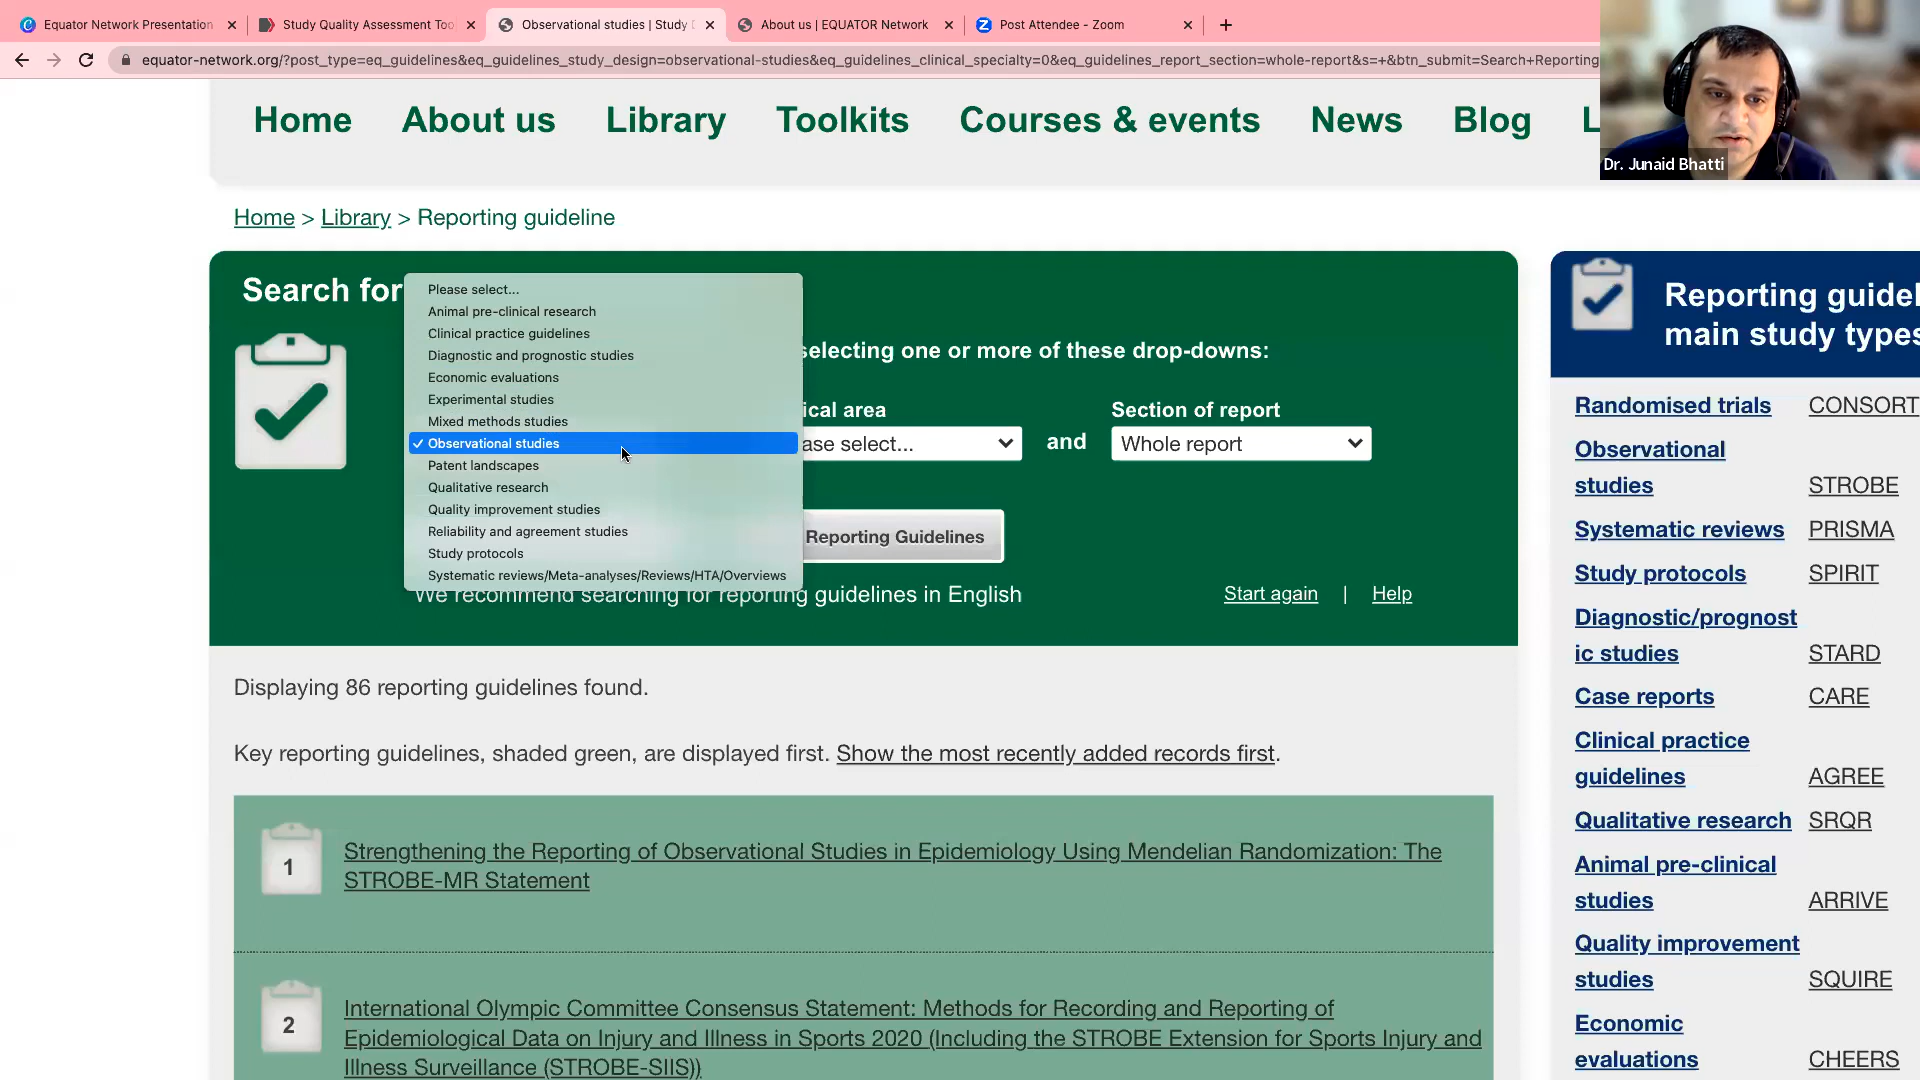 Equator Network Presentation
Study Quality Assessment Too
Observational studies | Study
About us | EQUATOR Network
Post Attendee - Zoom
equator-network.org/?post_type=eq_guidelines&eq_guidelines_study_design=observational-studies&eq_guidelines_clinical_specialty=0&eq_guidelines_report_section=whole-report&s=+&btn_submit=Search+Reporting
Home About us Library Toolkits Courses & events News Blog L
Dr. Junaid Bhatti
Home > Library > Reporting guideline
Search for
Please select...
Animal pre-clinical research
Clinical practice guidelines
Diagnostic and prognostic studies
Economic evaluations
Experimental studies
Mixed methods studies
✓ Observational studies
Patent landscapes
Qualitative research
Quality improvement studies
Reliability and agreement studies
Study protocols
Systematic reviews/Meta-analyses/Reviews/HTA/Overviews
selecting one or more of these drop-downs:
ical area
Section of report
ase select...
and
Whole report
Reporting Guidelines
We recommend searching for reporting guidelines in English
Start again | Help
Displaying 86 reporting guidelines found.
Key reporting guidelines, shaded green, are displayed first. Show the most recently added records first.
1
Strengthening the Reporting of Observational Studies in Epidemiology Using Mendelian Randomization: The
STROBE-MR Statement
2
International Olympic Committee Consensus Statement: Methods for Recording and Reporting of
Epidemiological Data on Injury and Illness in Sports 2020 (Including the STROBE Extension for Sports Injury and
Illness Surveillance (STROBE-SIIS))
Reporting guidel
main study types
Randomised trials CONSORT
Observational
studies STROBE
Systematic reviews PRISMA
Study protocols SPIRIT
Diagnostic/prognost
ic studies STARD
Case reports CARE
Clinical practice
guidelines AGREE
Qualitative research SRQR
Animal pre-clinical
studies ARRIVE
Quality improvement
studies SQUIRE
Economic
evaluations CHEERS